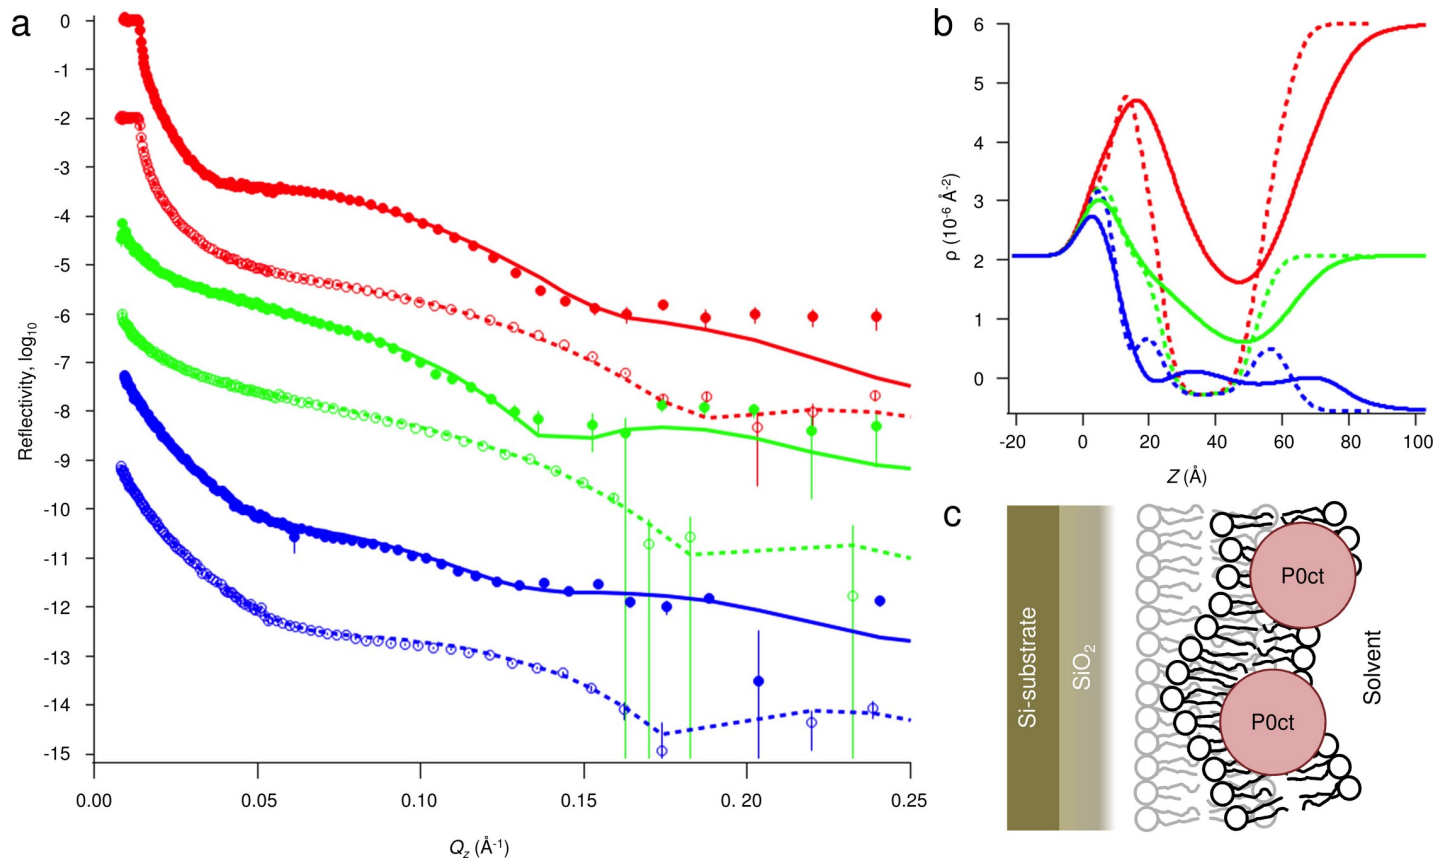 a
0
-1
-2
-3
-4
-5
-6
-7
-8
-9
-10
-11
-12
-13
-14
-15
Reflectivity, log₁₀
0.00 0.05 0.10 0.15 0. 20 0.25
Q_z (Å⁻¹)
b
6
5
4
3
2
1
0
ρ (10⁻⁶ Å⁻²)
-20 0 20 40 60 80 100
Z (Å)
c
Si-substrate
SiO₂
P0ct
P0ct
Solvent